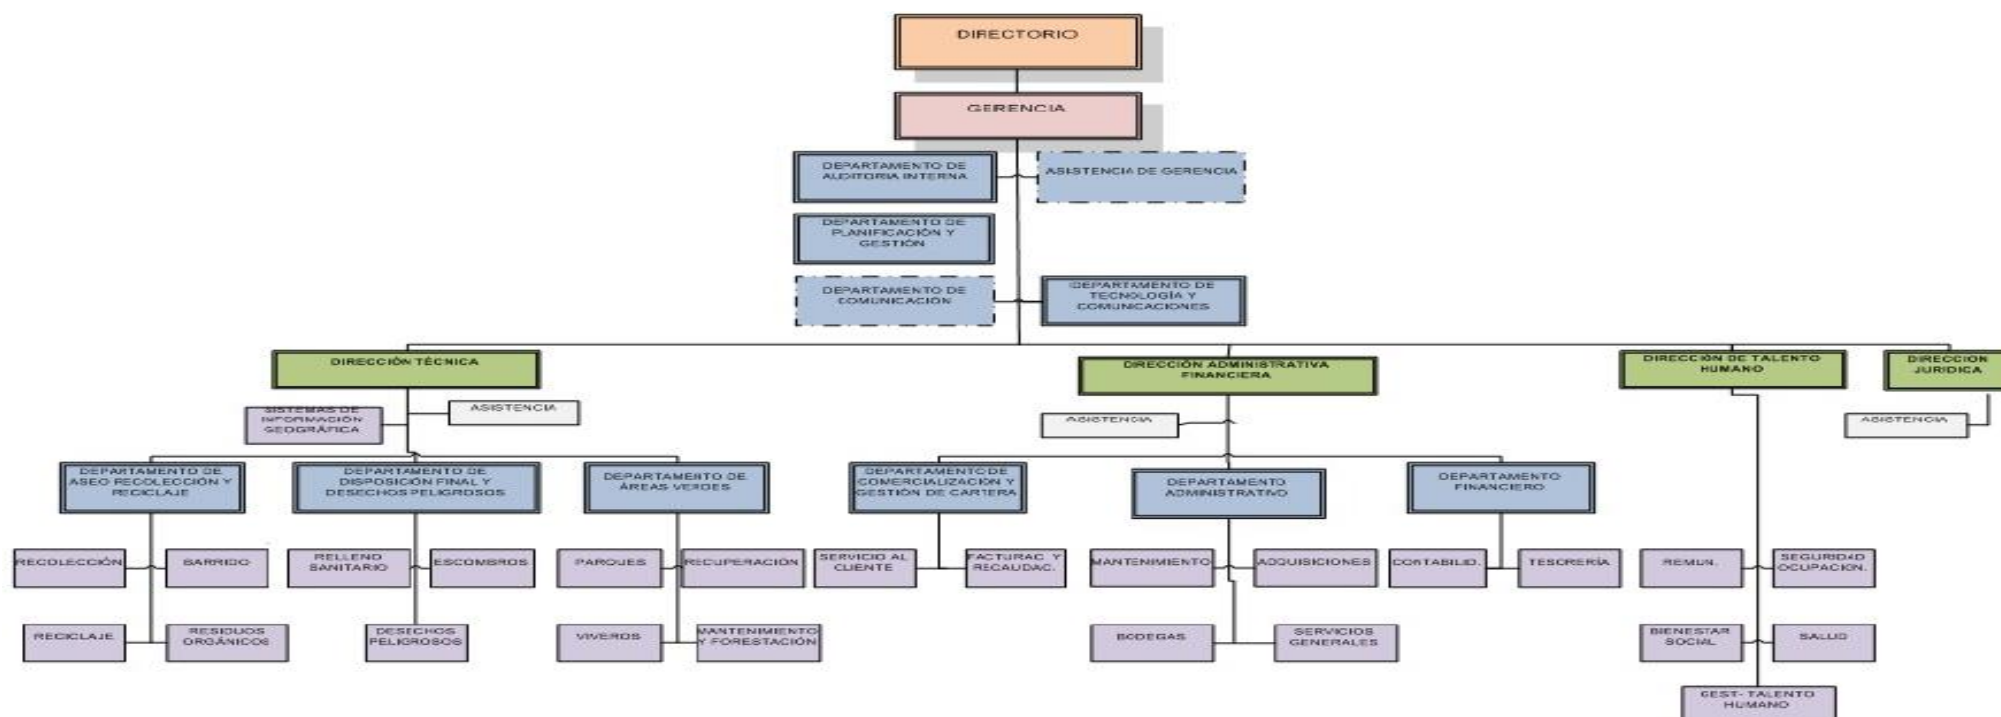 DIRECTORIO
GERENCIA
DEPARTAMENTO DE
AUDITORIA INTERNA
ASISTENCIA DE GERENCIA
DEPARTAMENTO DE
PLANIFICACIÓN Y
GESTIÓN
DEPARTAMENTO DE
COMUNICACIÓN
DEPARTAMENTO DE
TECNOLOGÍA Y
COMUNICACIONES
DIRECCIÓN TÉCNICA
DIRECCIÓN ADMINISTRATIVA
FINANCIERA
DIRECCIÓN DE TALENTO
HUMANO
DIRECCION
JURIDICA
SISTEMAS DE
INFORMACIÓN
GEOGRÁFICA
ASISTENCIA
ASISTENCIA
ASISTENCIA
DEPARTAMENTO DE
ASEO RECOLECCIÓN Y
RECICLAJE
DEPARTAMENTO DE
DISPOSICIÓN FINAL Y
DESECHOS PELIGROSOS
DEPARTAMENTO DE
ÁREAS VERDES
DEPARTAMENTO DE
COMERCIALIZACIÓN Y
GESTIÓN DE CARTERA
DEPARTAMENTO
ADMINISTRATIVO
DEPARTAMENTO
FINANCIERO
RECOLECCIÓN
BARRIDO
RELLENO
SANITARIO
ESCOMBROS
PARQUES
RECUPERACIÓN
SERVICIO AL
CLIENTE
FACTURAC. Y
RECAUDAC.
MANTENIMIENTO
ADQUISICIONES
CONTABILID.
TESORERÍA
REMUN.
SEGURIDAD
OCUPACION.
RECICLAJE
RESIDUOS
ORGÁNICOS
DESECHOS
PELIGROSOS
VIVEROS
MANTENIMIENTO
Y FORESTACIÓN
BODEGAS
SERVICIOS
GENERALES
BIENESTAR
SOCIAL
SALUD
GEST- TALENTO
HUMANO